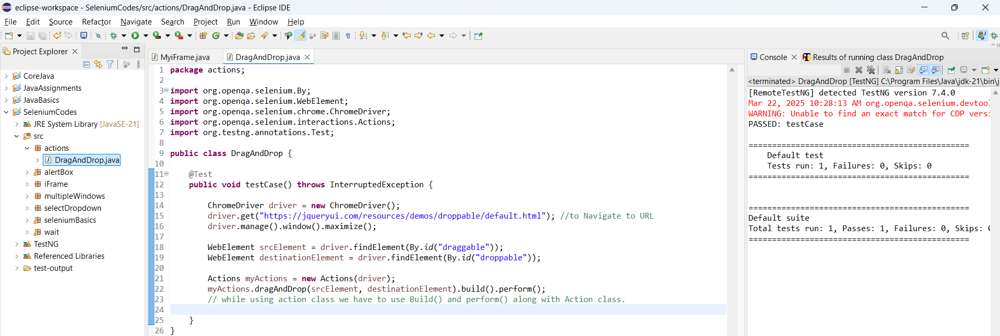 eclipse-workspace - SeleniumCodes/src/actions/DragAndDrop.java - Eclipse IDE
File Edit Source Refactor Navigate Search Project Run Window Help
Project Explorer
CoreJava
JavaAssignments
JavaBasics
SeleniumCodes
JRE System Library [JavaSE-21]
src
actions
DragAndDrop.java
alertBox
iFrame
multipleWindows
selectDropdown
seleniumBasics
wait
TestNG
Referenced Libraries
test-output
MyiFrame.java DragAndDrop.java
1 package actions;
2
3 import org.openqa.selenium.By;
4 import org.openqa.selenium.WebElement;
5 import org.openqa.selenium.chrome.ChromeDriver;
6 import org.openqa.selenium.interactions.Actions;
7 import org.testng.annotations.Test;
8
9 public class DragAndDrop {
10
11 @Test
12 public void testCase() throws InterruptedException {
13
14 ChromeDriver driver = new ChromeDriver();
15 driver.get("https://jqueryui.com/resources/demos/droppable/default.html"); //to Navigate to URL
16 driver.manage().window().maximize();
17
18 WebElement srcElement = driver.findElement(By.id("draggable"));
19 WebElement destinationElement = driver.findElement(By.id("droppable"));
20
21 Actions myActions = new Actions(driver);
22 myActions.dragAndDrop(srcElement, destinationElement).build().perform();
23 // while using action class we have to use Build() and perform() along with Action class.
24
25 }
26 }
Console Results of running class DragAndDrop
<terminated> DragAndDrop [TestNG] C:\Program Files\Java\jdk-21\bin\j
[RemoteTestNG] detected TestNG version 7.4.0
Mar 22, 2025 10:28:13 AM org.openqa.selenium.devtool
WARNING: Unable to find an exact match for CDP versi
PASSED: testCase
===============================================
Default test
Tests run: 1, Failures: 0, Skips: 0
===============================================
===============================================
Default suite
Total tests run: 1, Passes: 1, Failures: 0, Skips: 0
===============================================